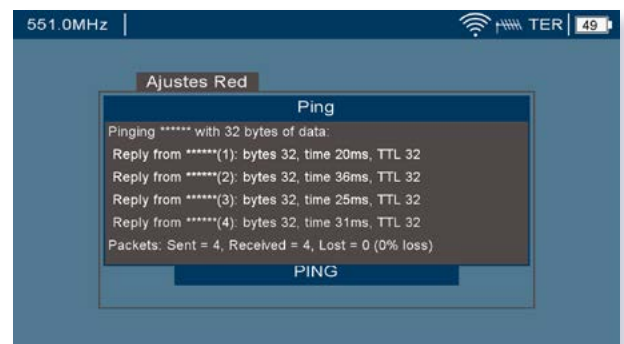 551.0MHz TER 49
Ajustes Red
Ping
Pinging ****** with 32 bytes of data:
Reply from ******(1): bytes 32, time 20ms, TTL 32
Reply from ******(2): bytes 32, time 36ms, TTL 32
Reply from ******(3): bytes 32, time 25ms, TTL 32
Reply from ******(4): bytes 32, time 31ms, TTL 32
Packets: Sent = 4, Received = 4, Lost = 0 (0% loss)
PING